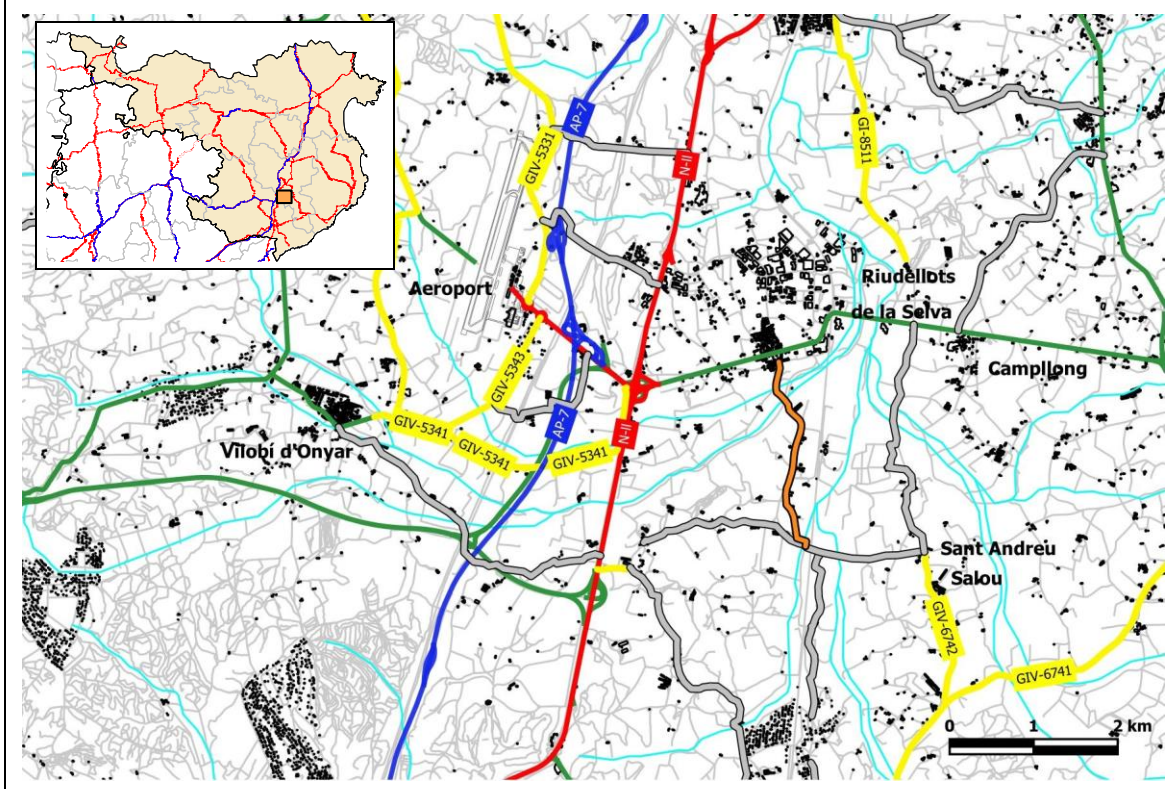 AP-7
GIV-5331
N-II
GI-8511
Aeroport
Riudellots
de la Selva
GIV-5343
Campllong
GIV-5341
GIV-5341
GIV-5341
AP-7
N-II
Vilobí d'Onyar
Sant Andreu
Salou
GIV-6742
GIV-6741
0 1 2 km